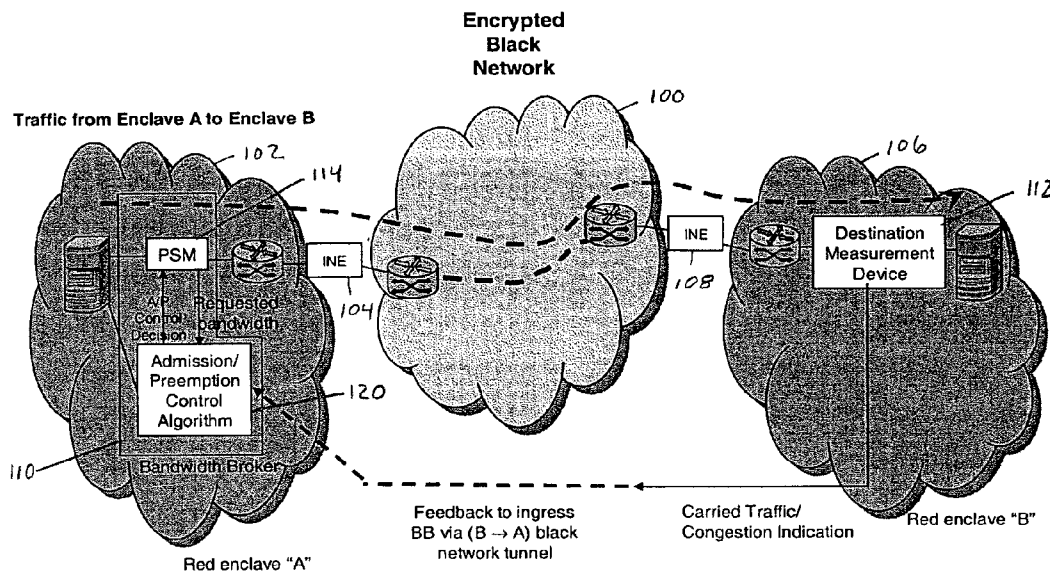 Encrypted
Black
Network
100
Traffic from Enclave A to Enclave B
102
114
106
112
PSM
INE
104
INE
108
Destination
Measurement
Device
A/P
Control
Decision
Requested
bandwidth
Admission/
Preemption
Control
Algorithm
120
110
Bandwidth Broker
Feedback to ingress
BB via (B → A) black
network tunnel
Carried Traffic/
Congestion Indication
Red enclave "B"
Red enclave "A"